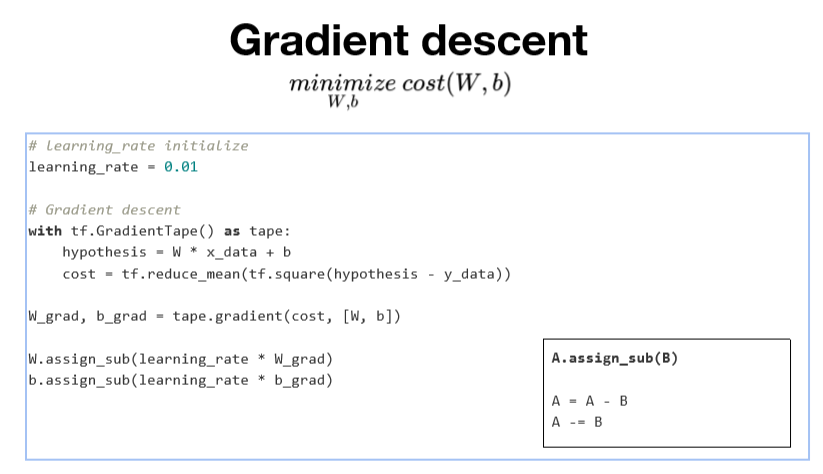 Gradient descent
minimize cost(W, b)
W,b
# Learning_rate initialize
learning_rate = 0.01
# Gradient descent
with tf.GradientTape() as tape:
    hypothesis = W * x_data + b
    cost = tf.reduce_mean(tf.square(hypothesis - y_data))
W_grad, b_grad = tape.gradient(cost, [W, b])
W.assign_sub(learning_rate * W_grad)
b.assign_sub(learning_rate * b_grad)
A.assign_sub(B)
A = A - B
A -= B